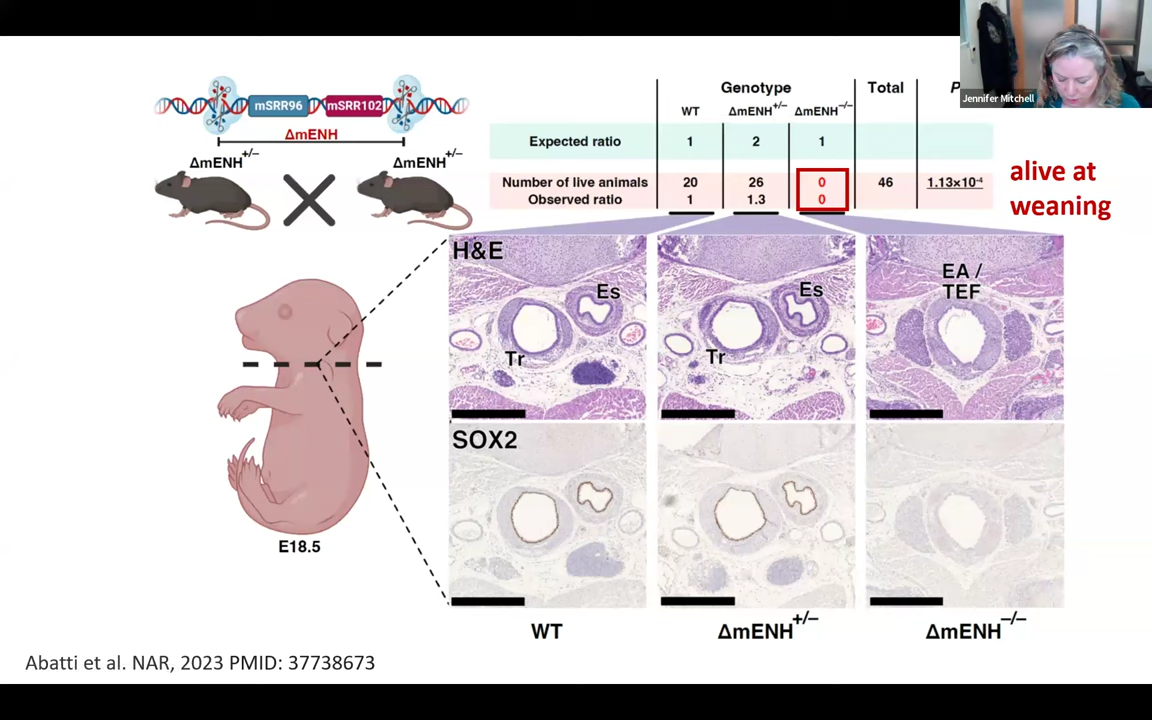 Jennifer Mitchell
mSRR96 mSRR102
ΔmENH
ΔmENH+/– ΔmENH+/–
Genotype Total P
WT ΔmENH+/– ΔmENH–/–
Expected ratio 1 2 1
Number of live animals 20 26 0 46 1.13×10-4
Observed ratio 1 1.3 0
alive at
weaning
H&E
Es
Tr
Es
Tr
EA /
TEF
SOX2
E18.5
WT ΔmENH+/– ΔmENH–/–
Abatti et al. NAR, 2023 PMID: 37738673